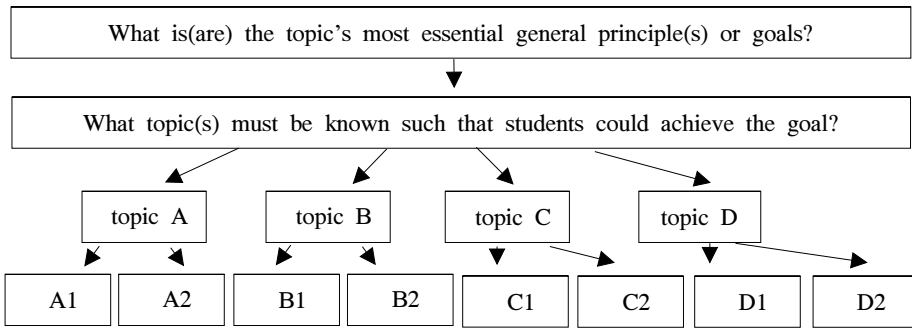 What is(are) the topic's most essential general principle(s) or goals?
What topic(s) must be known such that students could achieve the goal?
topic A topic B topic C topic D
A1 A2 B1 B2 C1 C2 D1 D2